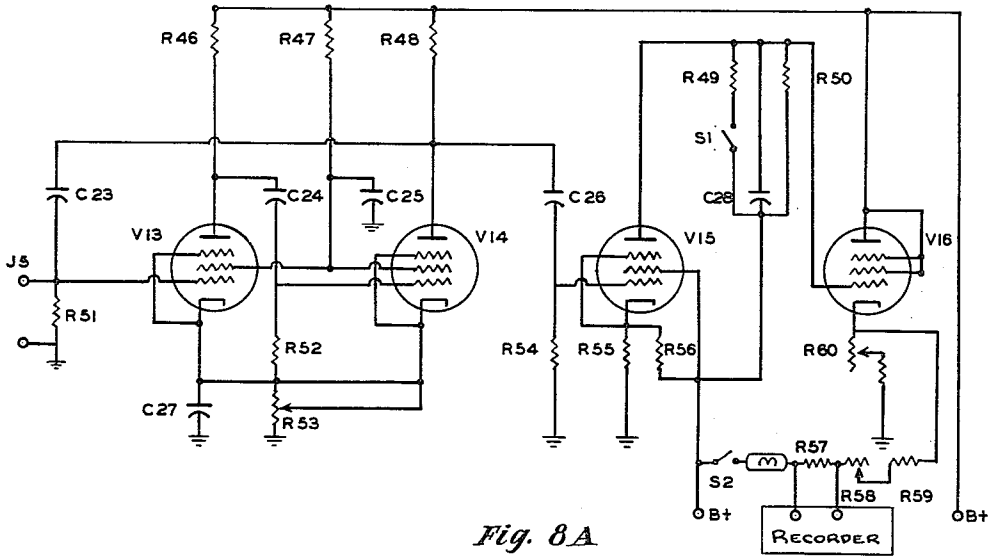 R46
R47
R48
R49
R50
S1
C23
C24
C25
C26
C28
V13
V14
V15
V16
J5
R51
R52
R54
R55
R56
R60
C27
R53
R57
S2
R58
R59
B+
B+
RECORDER
Fig. 8A